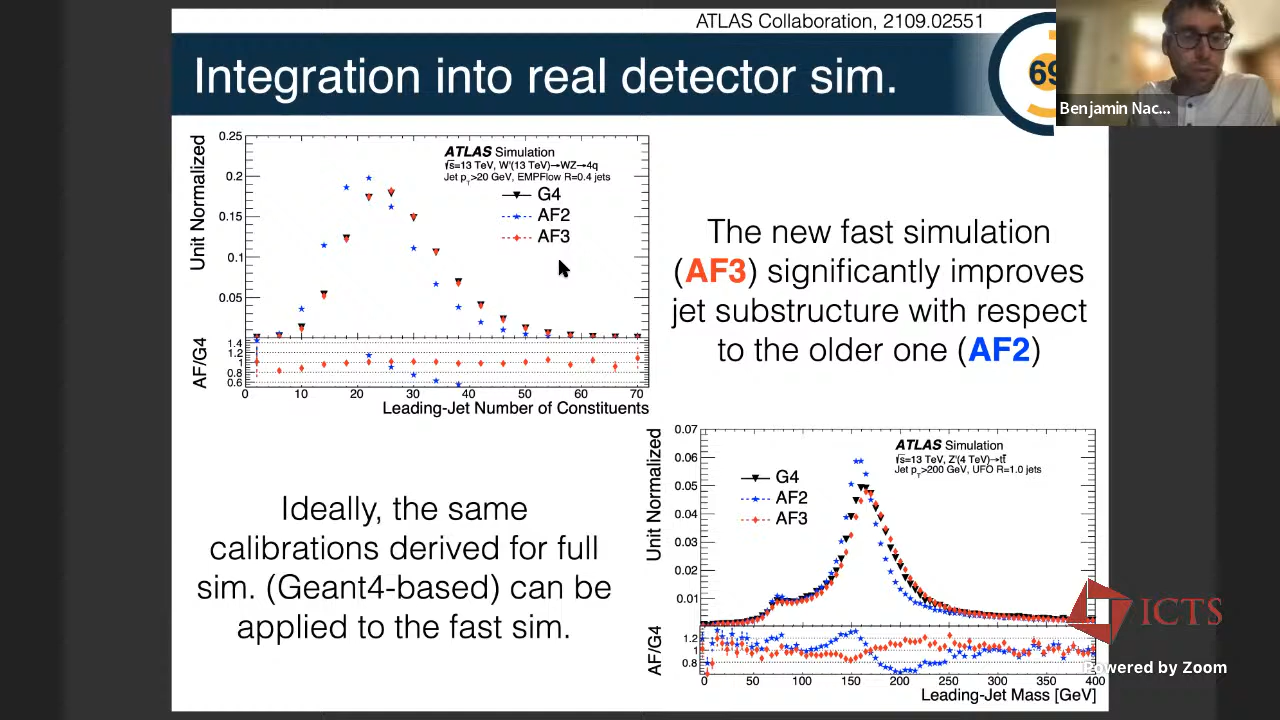 ATLAS Collaboration, 2109.02551
Integration into real detector sim.
69
Benjamin Nac...
Unit Normalized
0.25
0.2
0.15
0.1
0.05
ATLAS Simulation
√s=13 TeV, W'(13 TeV)→WZ→4q
Jet pT>20 GeV, EMPFlow R=0.4 jets
G4
AF2
AF3
AF/G4
1.4
1.2
1
0.8
0.6
0 10 20 30 40 50 60 70
Leading-Jet Number of Constituents
The new fast simulation
(AF3) significantly improves
jet substructure with respect
to the older one (AF2)
Ideally, the same
calibrations derived for full
sim. (Geant4-based) can be
applied to the fast sim.
Unit Normalized
0.07
0.06
0.05
0.04
0.03
0.02
0.01
ATLAS Simulation
√s=13 TeV, Z'(4 TeV)→tt̄
Jet pT>200 GeV, UFO R=1.0 jets
G4
AF2
AF3
AF/G4
1.2
1
0.8
0 50 100 150 200 250 300 350 400
Leading-Jet Mass [GeV]
ICTS
Powered by Zoom